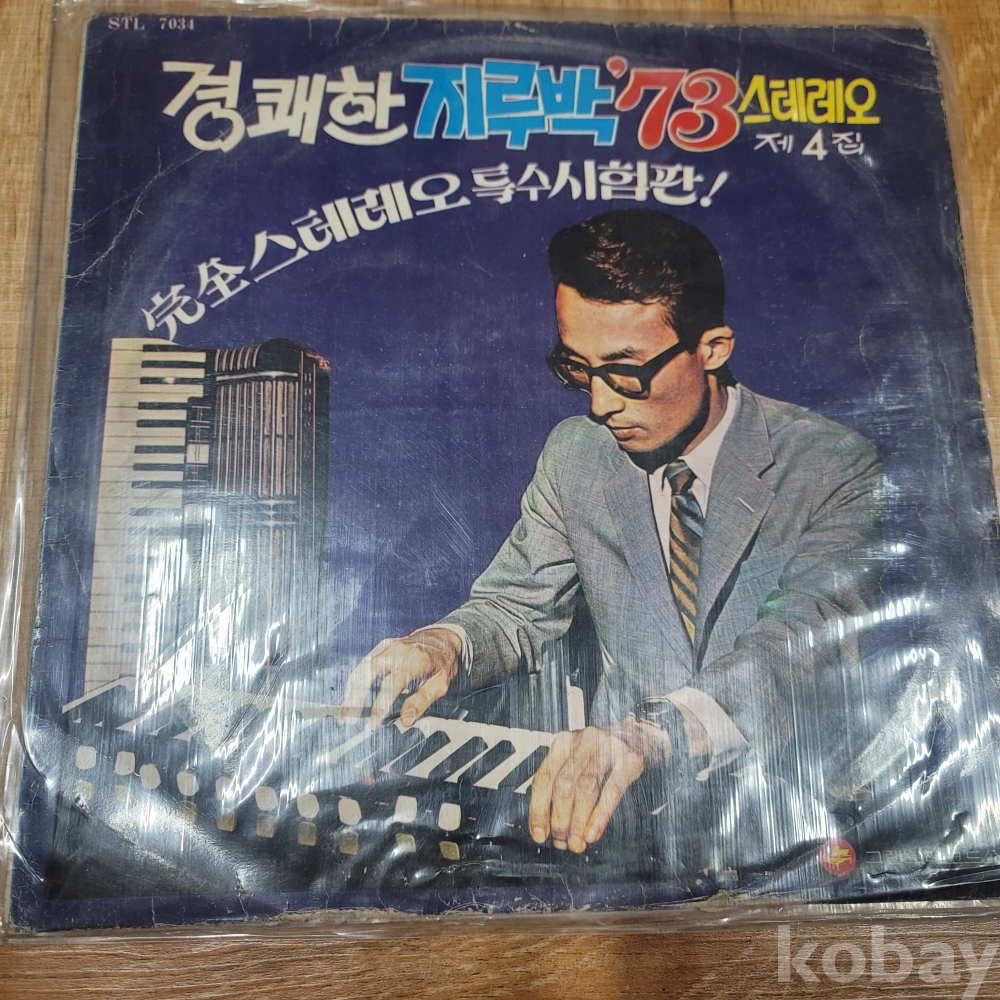 STL 7034
경쾌한 지루박 '73 스테레오
제 4 집
完全 스테레오 특수시험판!
kobay